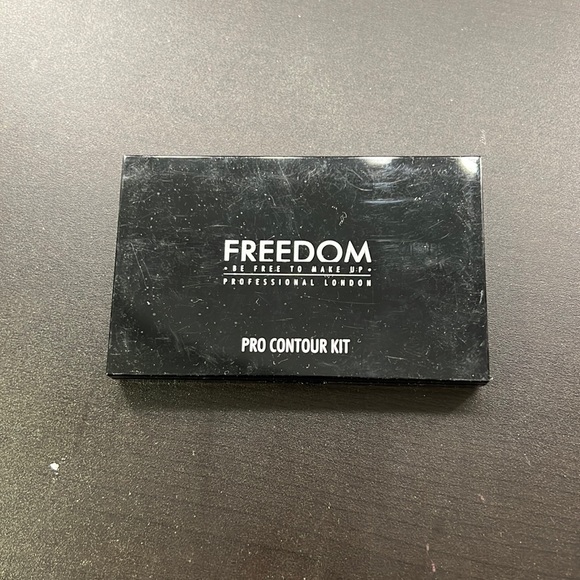 FREEDOM
• BE FREE TO MAKE UP •
PROFESSIONAL LONDON
PRO CONTOUR KIT